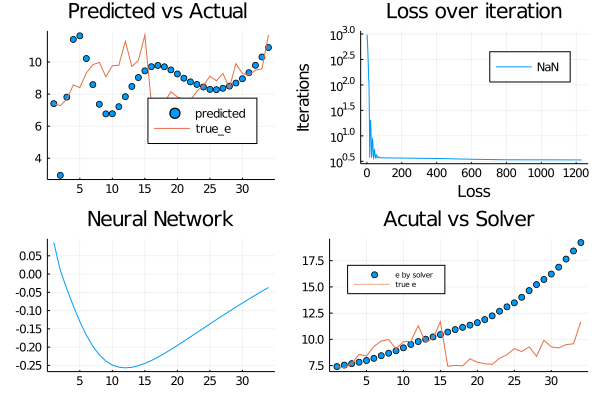 Predicted vs Actual
10
8
6
4
predicted
true_e
5 10 15 20 25 30
Loss over iteration
10^3.0
10^2.5
10^2.0
10^1.5
10^1.0
10^0.5
Iterations
NaN
0 200 400 600 800 1000 1200
Loss
Neural Network
0.05
0.00
-0.05
-0.10
-0.15
-0.20
-0.25
5 10 15 20 25 30
Acutal vs Solver
17.5
15.0
12.5
10.0
7.5
e by solver
true e
5 10 15 20 25 30